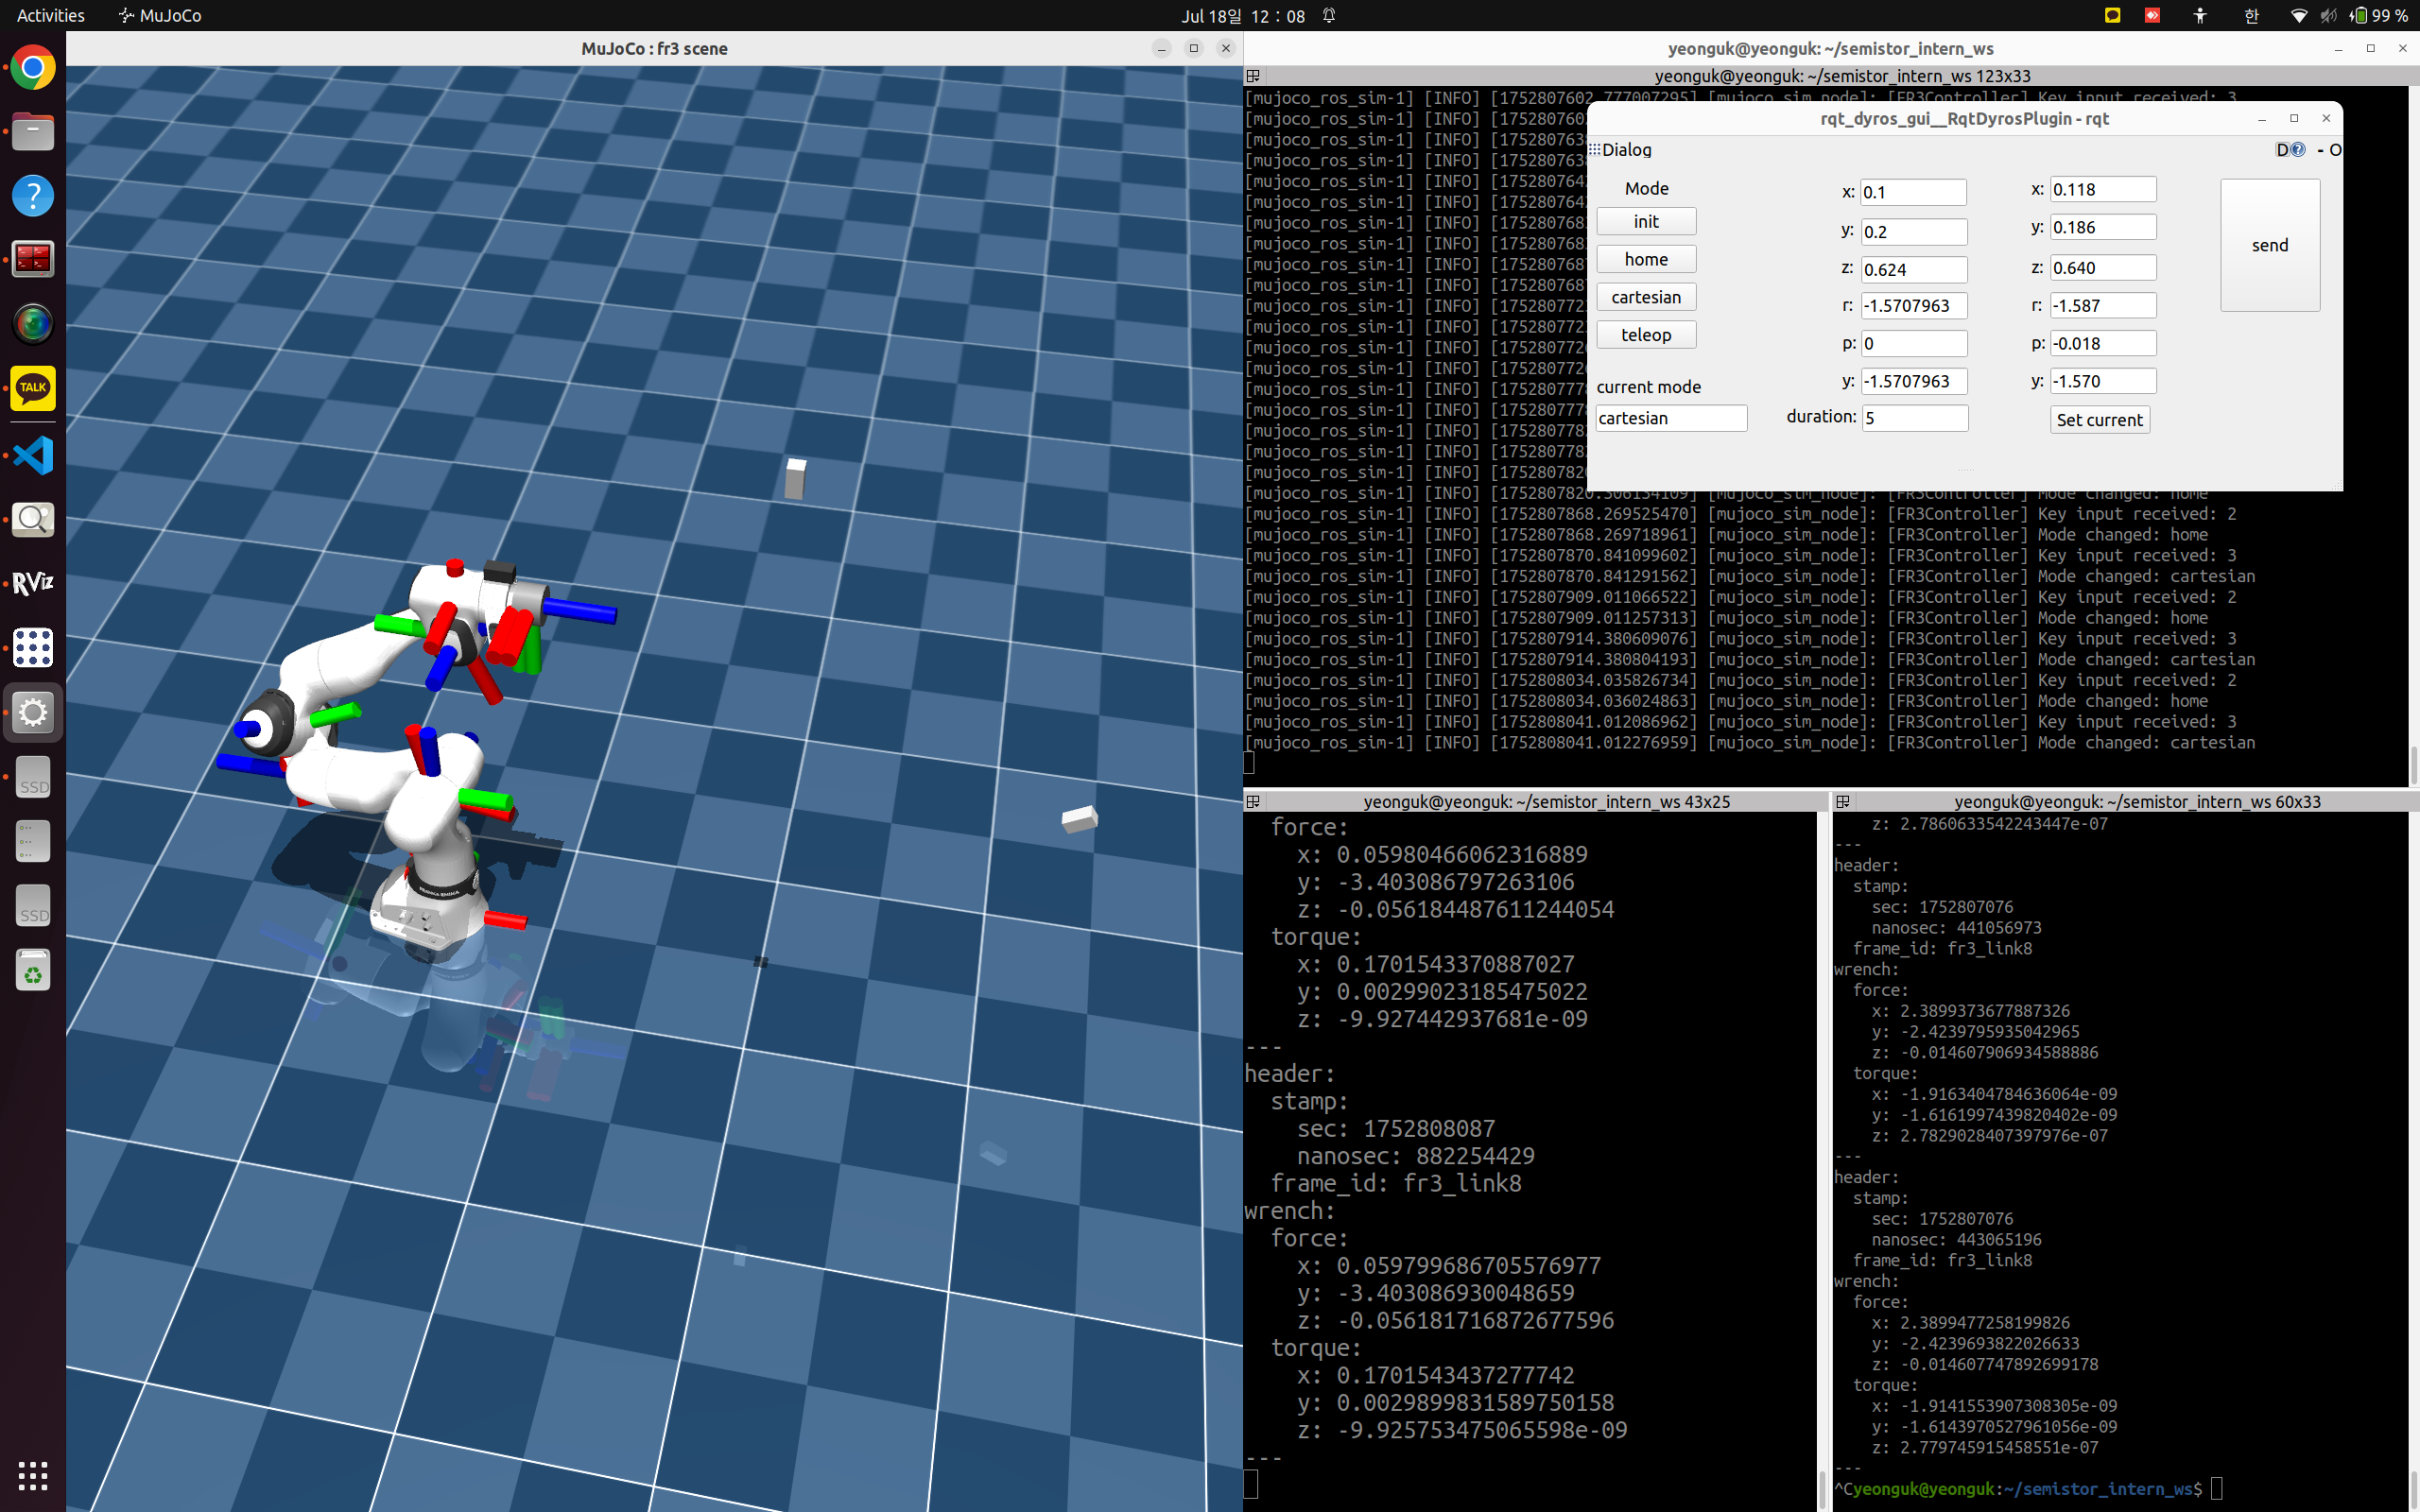 Activities
MuJoCo
Jul 18일 12 : 08
한
99 %
MuJoCo : fr3 scene
yeonguk@yeonguk: ~/semistor_intern_ws
yeonguk@yeonguk: ~/semistor_intern_ws 123x33
[mujoco_ros_sim-1] [INFO] [1752807602.777007295] [mujoco_sim_node]: [FR3Controller] Key input received: 3
[mujoco_ros_sim-1] [INFO] [175280760
[mujoco_ros_sim-1] [INFO] [175280763
[mujoco_ros_sim-1] [INFO] [175280763
[mujoco_ros_sim-1] [INFO] [175280764
[mujoco_ros_sim-1] [INFO] [175280764
[mujoco_ros_sim-1] [INFO] [175280768
[mujoco_ros_sim-1] [INFO] [175280768
[mujoco_ros_sim-1] [INFO] [175280768
[mujoco_ros_sim-1] [INFO] [175280768
[mujoco_ros_sim-1] [INFO] [175280772
[mujoco_ros_sim-1] [INFO] [175280772
[mujoco_ros_sim-1] [INFO] [175280772
[mujoco_ros_sim-1] [INFO] [175280772
[mujoco_ros_sim-1] [INFO] [175280777
[mujoco_ros_sim-1] [INFO] [175280777
[mujoco_ros_sim-1] [INFO] [175280778
[mujoco_ros_sim-1] [INFO] [175280778
[mujoco_ros_sim-1] [INFO] [175280782
[mujoco_ros_sim-1] [INFO] [1752807820.506134109] [mujoco_sim_node]: [FR3Controller] Mode changed: home
[mujoco_ros_sim-1] [INFO] [1752807868.269525470] [mujoco_sim_node]: [FR3Controller] Key input received: 2
[mujoco_ros_sim-1] [INFO] [1752807868.269718961] [mujoco_sim_node]: [FR3Controller] Mode changed: home
[mujoco_ros_sim-1] [INFO] [1752807870.841099602] [mujoco_sim_node]: [FR3Controller] Key input received: 3
[mujoco_ros_sim-1] [INFO] [1752807870.841291562] [mujoco_sim_node]: [FR3Controller] Mode changed: cartesian
[mujoco_ros_sim-1] [INFO] [1752807909.011066522] [mujoco_sim_node]: [FR3Controller] Key input received: 2
[mujoco_ros_sim-1] [INFO] [1752807909.011257313] [mujoco_sim_node]: [FR3Controller] Mode changed: home
[mujoco_ros_sim-1] [INFO] [1752807914.380609076] [mujoco_sim_node]: [FR3Controller] Key input received: 3
[mujoco_ros_sim-1] [INFO] [1752807914.380804193] [mujoco_sim_node]: [FR3Controller] Mode changed: cartesian
[mujoco_ros_sim-1] [INFO] [1752808034.035826734] [mujoco_sim_node]: [FR3Controller] Key input received: 2
[mujoco_ros_sim-1] [INFO] [1752808034.036024863] [mujoco_sim_node]: [FR3Controller] Mode changed: home
[mujoco_ros_sim-1] [INFO] [1752808041.012086962] [mujoco_sim_node]: [FR3Controller] Key input received: 3
[mujoco_ros_sim-1] [INFO] [1752808041.012276959] [mujoco_sim_node]: [FR3Controller] Mode changed: cartesian
rqt_dyros_gui__RqtDyrosPlugin - rqt
Dialog
D - O
Mode
init
home
cartesian
teleop
current mode
cartesian
x: 0.1
y: 0.2
z: 0.624
r: -1.5707963
p: 0
y: -1.5707963
duration: 5
x: 0.118
y: 0.186
z: 0.640
r: -1.587
p: -0.018
y: -1.570
Set current
send
yeonguk@yeonguk: ~/semistor_intern_ws 43x25
force:
x: 0.05980466062316889
y: -3.403086797263106
z: -0.056184487611244054
torque:
x: 0.1701543370887027
y: 0.00299023185475022
z: -9.927442937681e-09
---
header:
stamp:
sec: 1752808087
nanosec: 882254429
frame_id: fr3_link8
wrench:
force:
x: 0.059799686705576977
y: -3.403086930048659
z: -0.056181716872677596
torque:
x: 0.1701543437277742
y: 0.0029899831589750158
z: -9.925753475065598e-09
---
yeonguk@yeonguk: ~/semistor_intern_ws 60x33
z: 2.7860633542243447e-07
---
header:
stamp:
sec: 1752807076
nanosec: 441056973
frame_id: fr3_link8
wrench:
force:
x: 2.3899373677887326
y: -2.4239795935042965
z: -0.014607906934588886
torque:
x: -1.9163404784636064e-09
y: -1.6161997439820402e-09
z: 2.7829028407397976e-07
---
header:
stamp:
sec: 1752807076
nanosec: 443065196
frame_id: fr3_link8
wrench:
force:
x: 2.3899477258199826
y: -2.4239693822026633
z: -0.014607747892699178
torque:
x: -1.9141553907308305e-09
y: -1.6143970527961056e-09
z: 2.779745915458551e-07
---
^Cyeonguk@yeonguk:~/semistor_intern_ws$
TALK
RViz
SSD
SSD